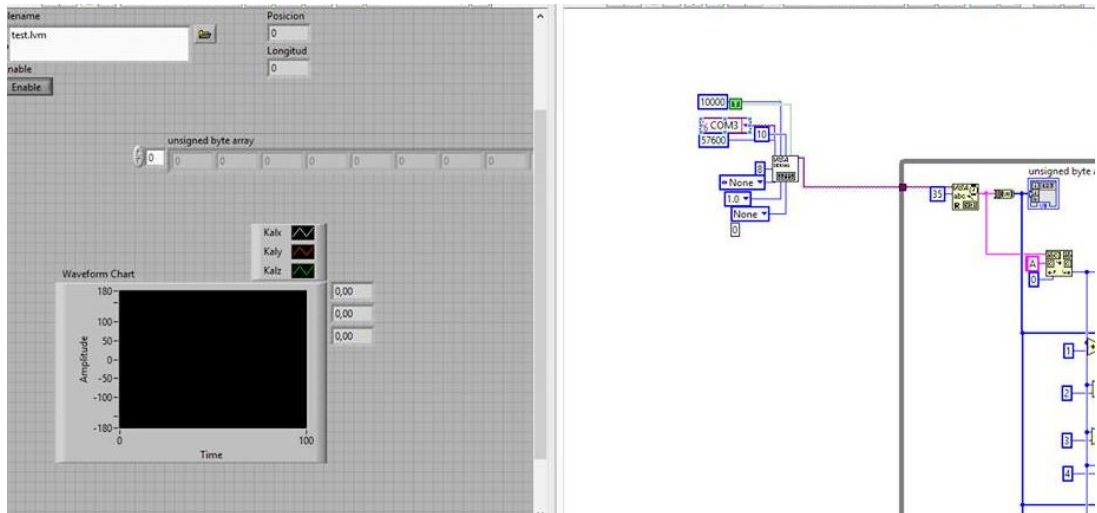 lename
test.lvm
nable
Enable
Posicion
0
Longitud
0
unsigned byte array
0
0
0
0
0
0
0
0
0
Kalx
Kaly
Kalz
Waveform Chart
180
100
50
0
-50
-100
-180
Amplitude
0
100
Time
0,00
0,00
0,00
10000
COM3
57600
10
8
None
1.0
None
0
35
VISA
abc
R
unsigned byte a
A
0
1
2
3
4